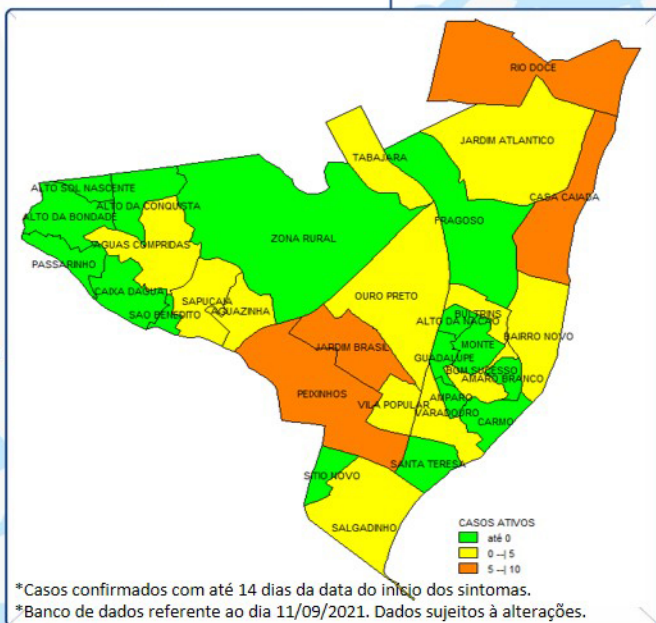 RIO DOCE
JARDIM ATLANTICO
TABAJARA
ALTO SOL NASCENTE
CASA CAIADA
ALTO DA CONQUISTA
ALTO DA BONDADE
FRAGOSO
ZONA RURAL
AGUAS COMPRIDAS
PASSARINHO
CAIXA DAGUA
OURO PRETO
SAPUCAIA
AGUAZINHA
SAO BENEDITO
BULTRINS
ALTO DA NACAO
BAIRRO NOVO
JARDIM BRASIL
MONTE
GUADALUPE
BOM SUCESSO
AMARO BRANCO
PEIXINHOS
AMPARO
VILA POPULAR
VARADOURO
CARMO
SANTA TERESA
SITIO NOVO
SALGADINHO
CASOS ATIVOS
até 0
0 --| 5
5 --| 10
*Casos confirmados com até 14 dias da data do início dos sintomas.
*Banco de dados referente ao dia 11/09/2021. Dados sujeitos à alterações.